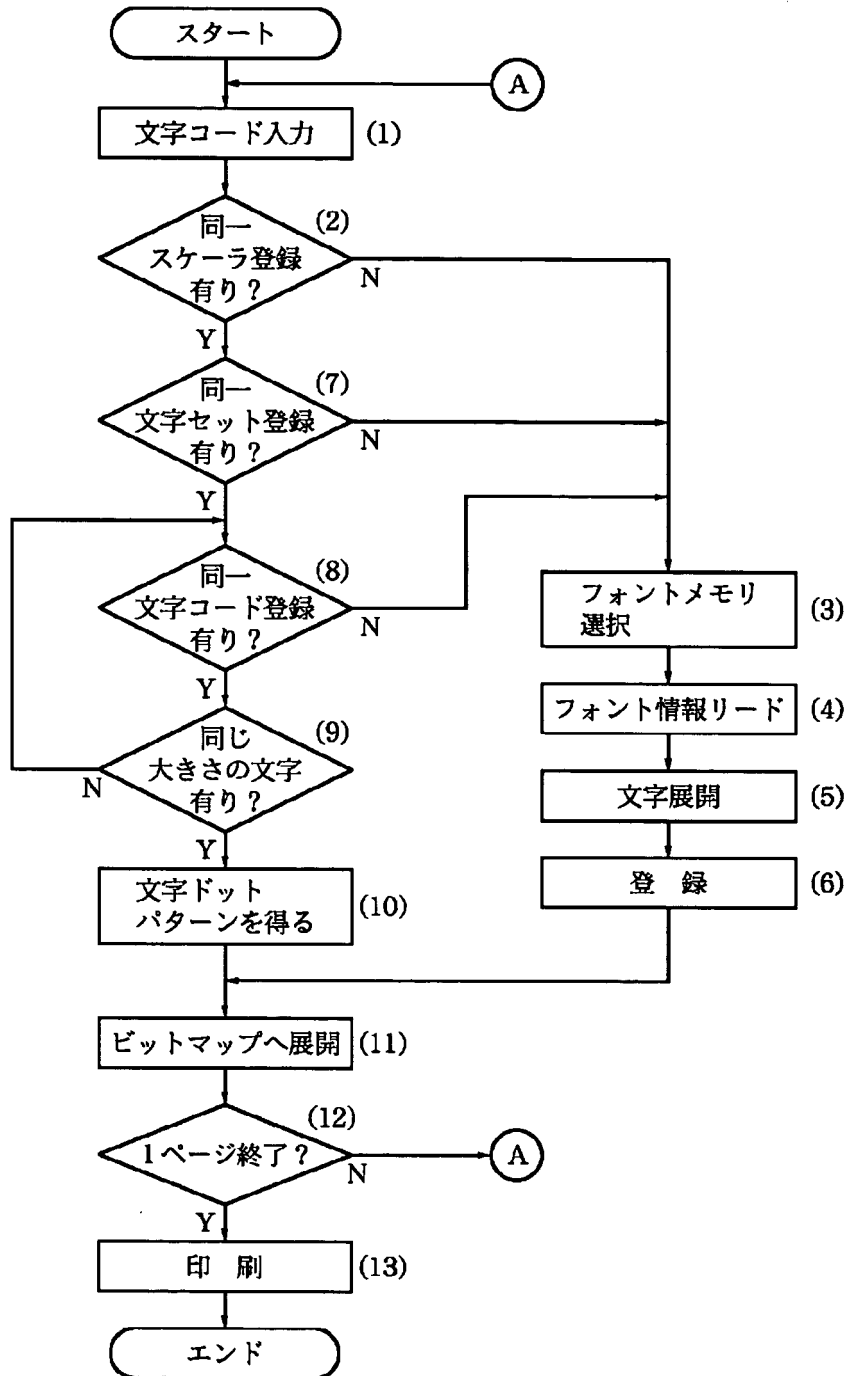 スタート
A
文字コード入力 (1)
(2)
同一
スケーラ登録
有り?
N
Y
(7)
同一
文字セット登録
有り?
N
Y
(8)
同一
文字コード登録
有り?
N
Y
フォントメモリ
選択
(3)
フォント情報リード (4)
(9)
同じ
大きさの文字
有り?
N
Y
文字展開 (5)
登 録 (6)
文字ドット
パターンを得る
(10)
ビットマップへ展開 (11)
(12)
1ページ終了?
N
A
Y
印 刷 (13)
エンド